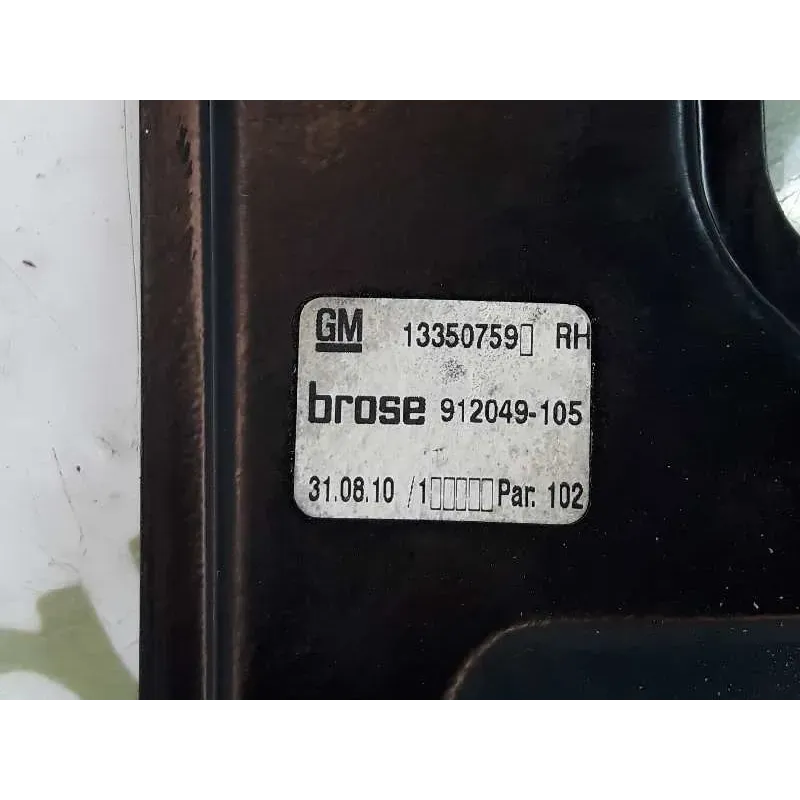 GM 13350759▯ RH
brose 912049-105
31.08.10 /1▯▯▯▯▯Par. 102